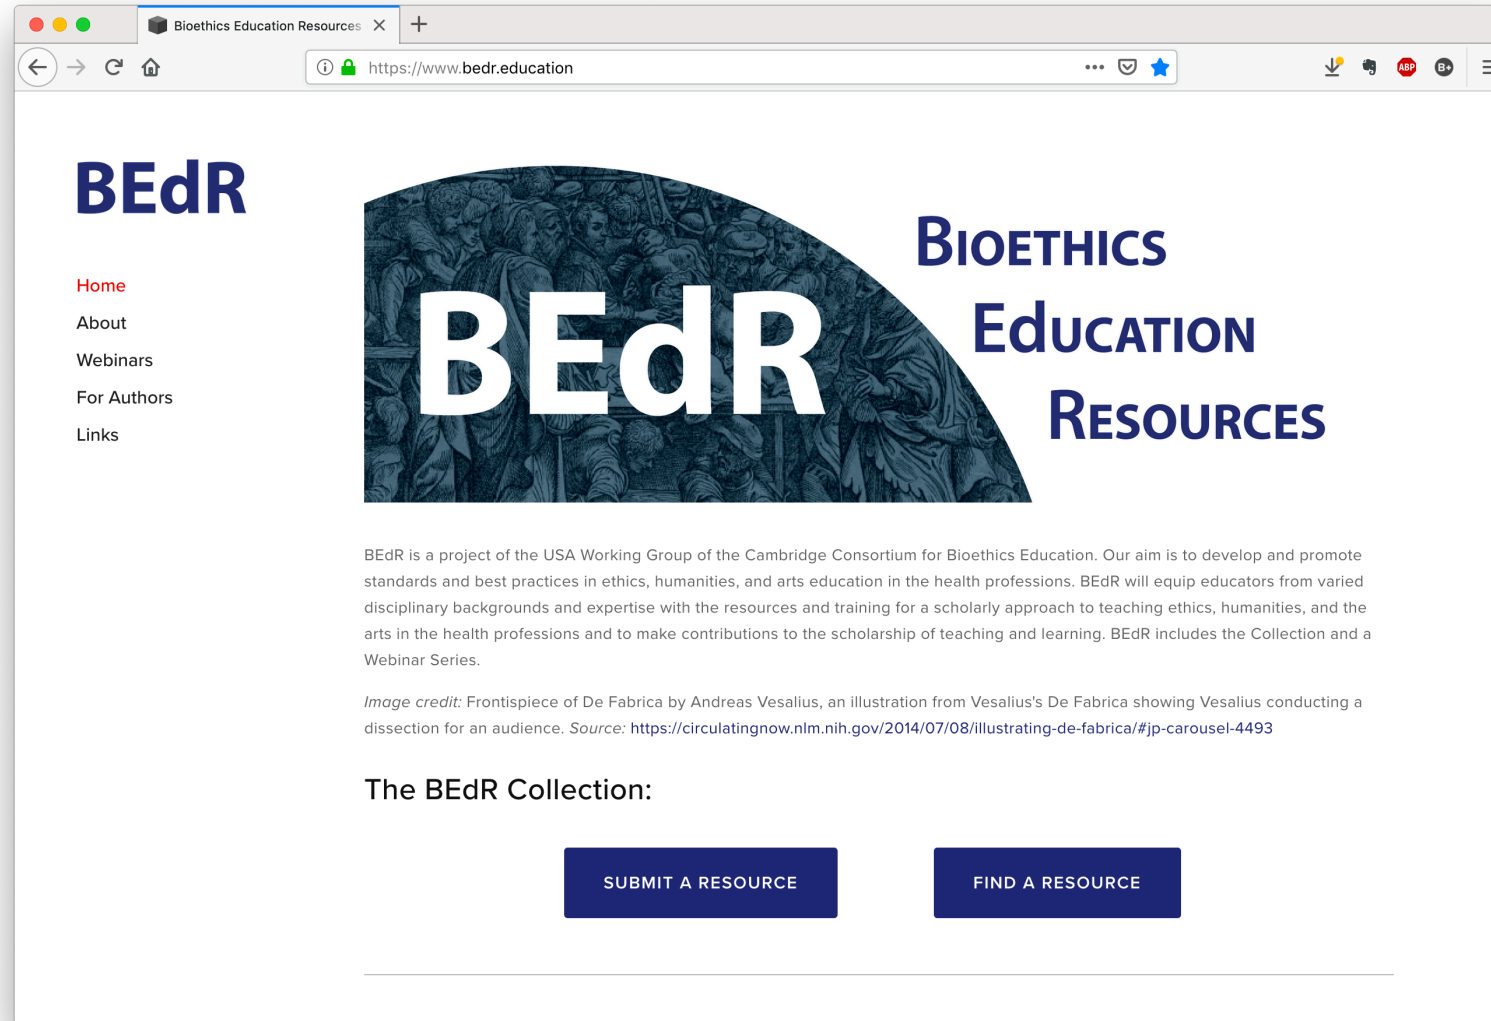 Bioethics Education Resources
https://www.bedr.education
ABP
B+
BEdR
Home
About
Webinars
For Authors
Links
BEdR
Bioethics
Education
Resources
BEdR is a project of the USA Working Group of the Cambridge Consortium for Bioethics Education. Our aim is to develop and promote
standards and best practices in ethics, humanities, and arts education in the health professions. BEdR will equip educators from varied
disciplinary backgrounds and expertise with the resources and training for a scholarly approach to teaching ethics, humanities, and the
arts in the health professions and to make contributions to the scholarship of teaching and learning. BEdR includes the Collection and a
Webinar Series.
Image credit: Frontispiece of De Fabrica by Andreas Vesalius, an illustration from Vesalius's De Fabrica showing Vesalius conducting a
dissection for an audience. Source: https://circulatingnow.nlm.nih.gov/2014/07/08/illustrating-de-fabrica/#jp-carousel-4493
The BEdR Collection:
SUBMIT A RESOURCE
FIND A RESOURCE